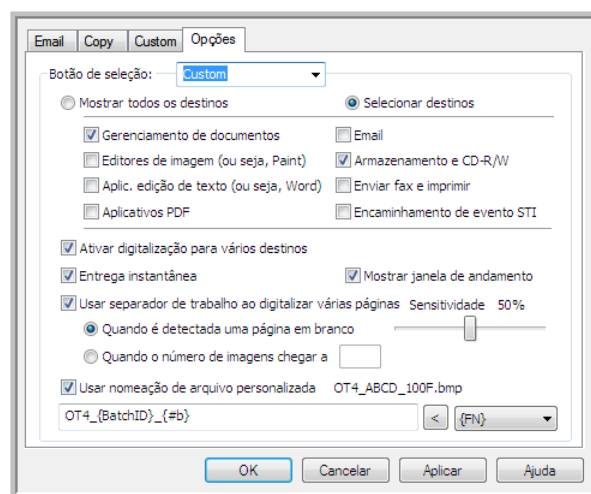 Email Copy Custom Opções
Botão de seleção: Custom
Mostrar todos os destinos Selecionar destinos
Gerenciamento de documentos Email
Editores de imagem (ou seja, Paint) Armazenamento e CD-R/W
Aplic. edição de texto (ou seja, Word) Enviar fax e imprimir
Aplicativos PDF Encaminhamento de evento STI
Ativar digitalização para vários destinos
Entrega instantânea Mostrar janela de andamento
Usar separador de trabalho ao digitalizar várias páginas Sensitividade 50%
Quando é detectada uma página em branco
Quando o número de imagens chegar a
Usar nomeação de arquivo personalizada OT4_ABCD_100F.bmp
OT4_{BatchID}_{#b} < {FN}
OK Cancelar Aplicar Ajuda